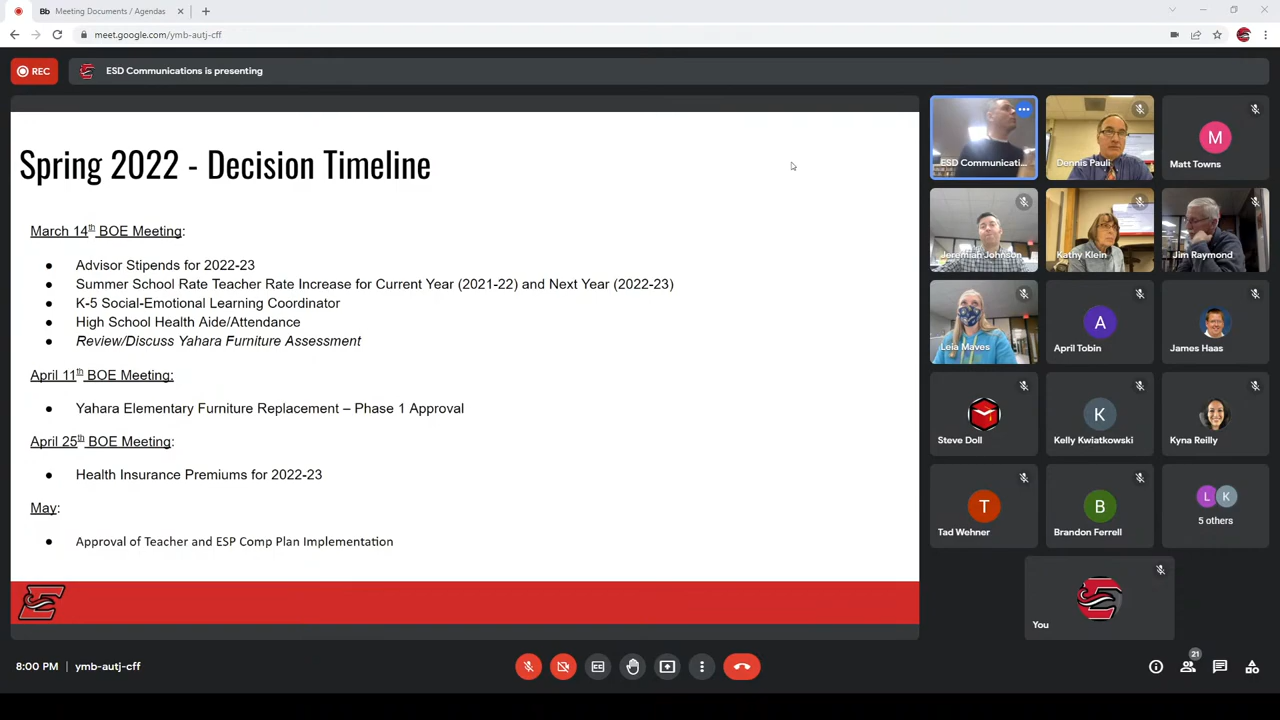 Bb Meeting Documents / Agendas
meet.google.com/ymb-autj-cff
REC
ESD Communications is presenting
Spring 2022 - Decision Timeline
March 14th BOE Meeting:
● Advisor Stipends for 2022-23
● Summer School Rate Teacher Rate Increase for Current Year (2021-22) and Next Year (2022-23)
● K-5 Social-Emotional Learning Coordinator
● High School Health Aide/Attendance
● Review/Discuss Yahara Furniture Assessment
April 11th BOE Meeting:
● Yahara Elementary Furniture Replacement – Phase 1 Approval
April 25th BOE Meeting:
● Health Insurance Premiums for 2022-23
May:
● Approval of Teacher and ESP Comp Plan Implementation
E
ESD Communicati...
Dennis Pauli
M
Matt Towns
Jeremiah Johnson
Kathy Klein
Jim Raymond
Leia Maves
A
April Tobin
James Haas
Steve Doll
K
Kelly Kwiatkowski
Kyna Reilly
T
Tad Wehner
B
Brandon Ferrell
L K
5 others
You
8:00 PM | ymb-autj-cff
21